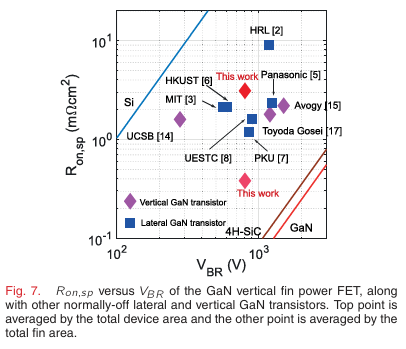 HRL [2]
10¹
Panasonic [5]
HKUST [6]
This work
Si
MIT [3]
Avogy [15]
UCSB [14]
10⁰
Toyoda Gosei [17]
UESTC [8]
PKU [7]
This work
Vertical GaN transistor
Lateral GaN transistor
4H-SiC
GaN
10⁻¹
10²
10³
R_on,sp (mΩcm²)
V_BR (V)
Fig. 7. R_on,sp versus V_BR of the GaN vertical fin power FET, along
with other normally-off lateral and vertical GaN transistors. Top point is
averaged by the total device area and the other point is averaged by the
total fin area.